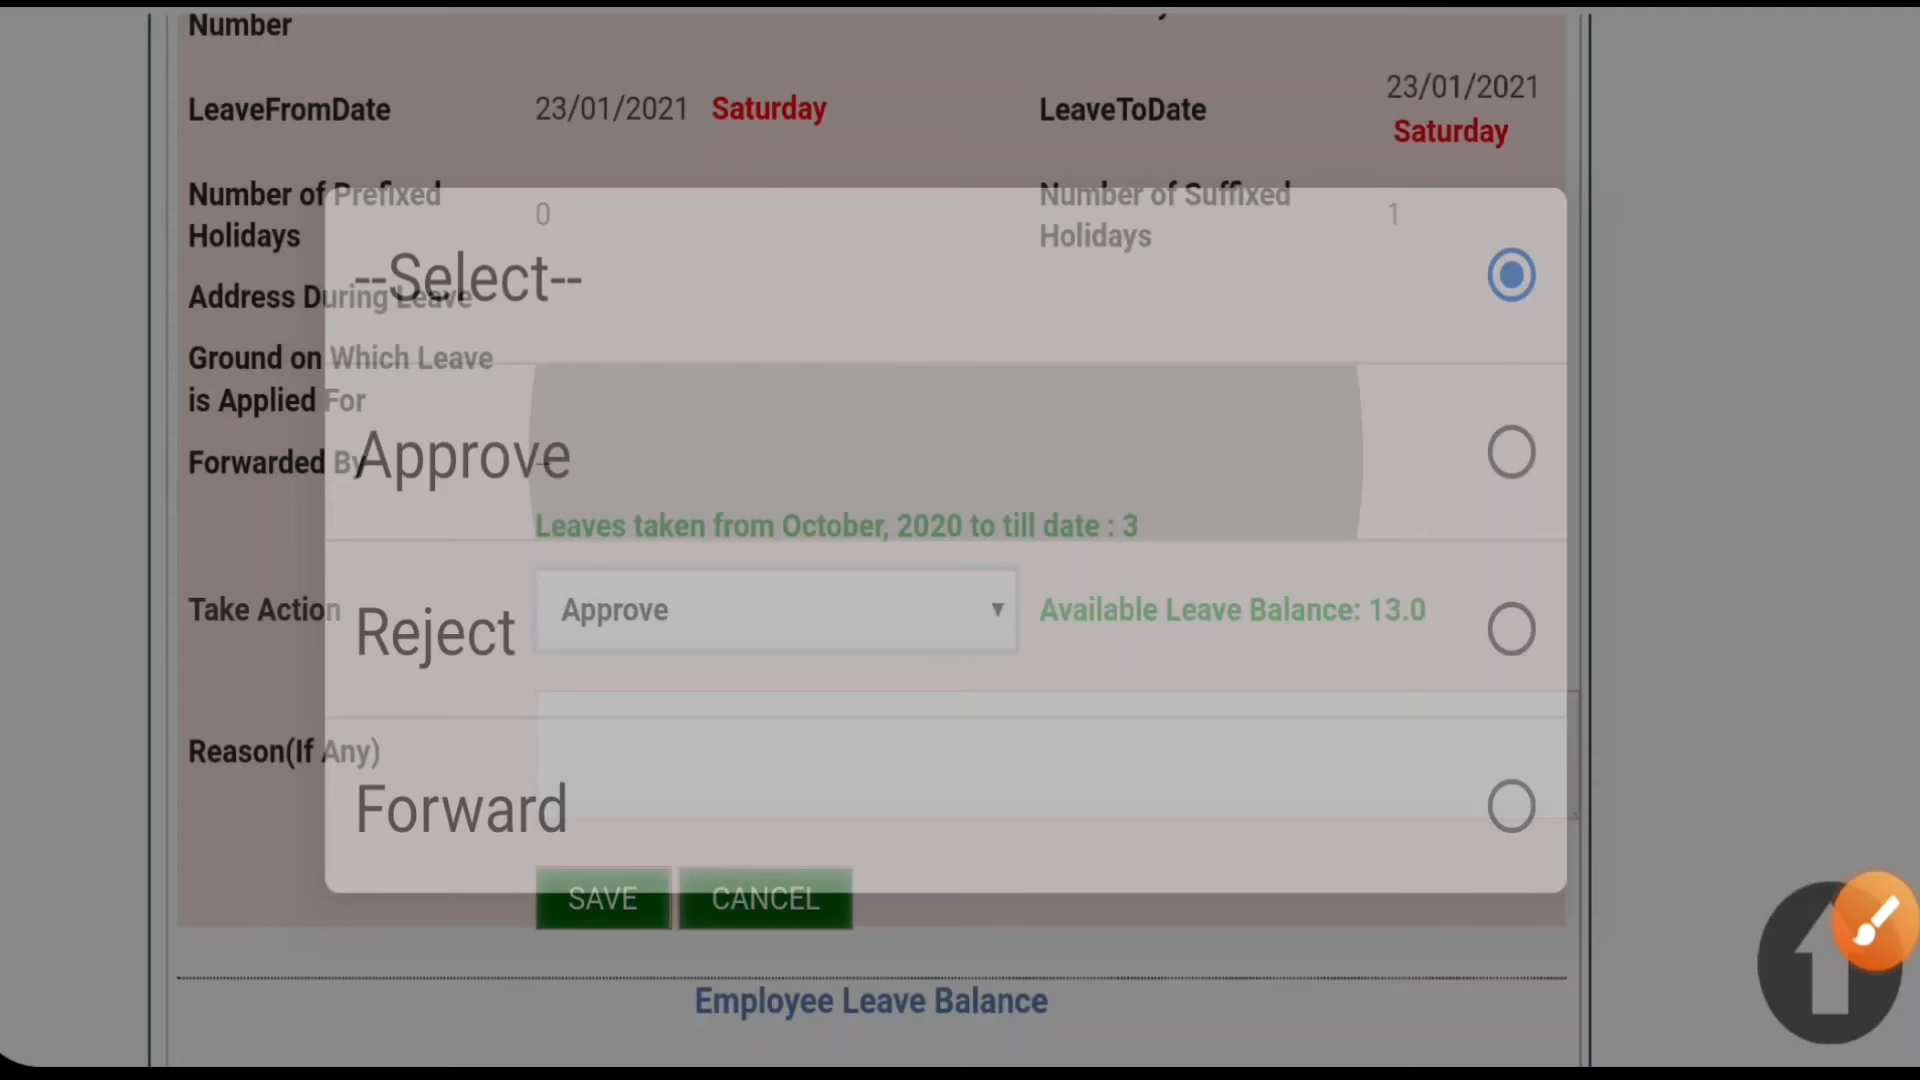 Number
LeaveFromDate 23/01/2021 Saturday LeaveToDate 23/01/2021
Saturday
Number of Prefixed
Holidays 0 Number of Suffixed
Holidays 1
--Select--
Address During Leave
Ground on Which Leave
is Applied For
Forwarded By
Approve
Leaves taken from October, 2020 to till date : 3
Take Action Approve Available Leave Balance: 13.0
Reject
Reason(If Any)
Forward
SAVE CANCEL
Employee Leave Balance